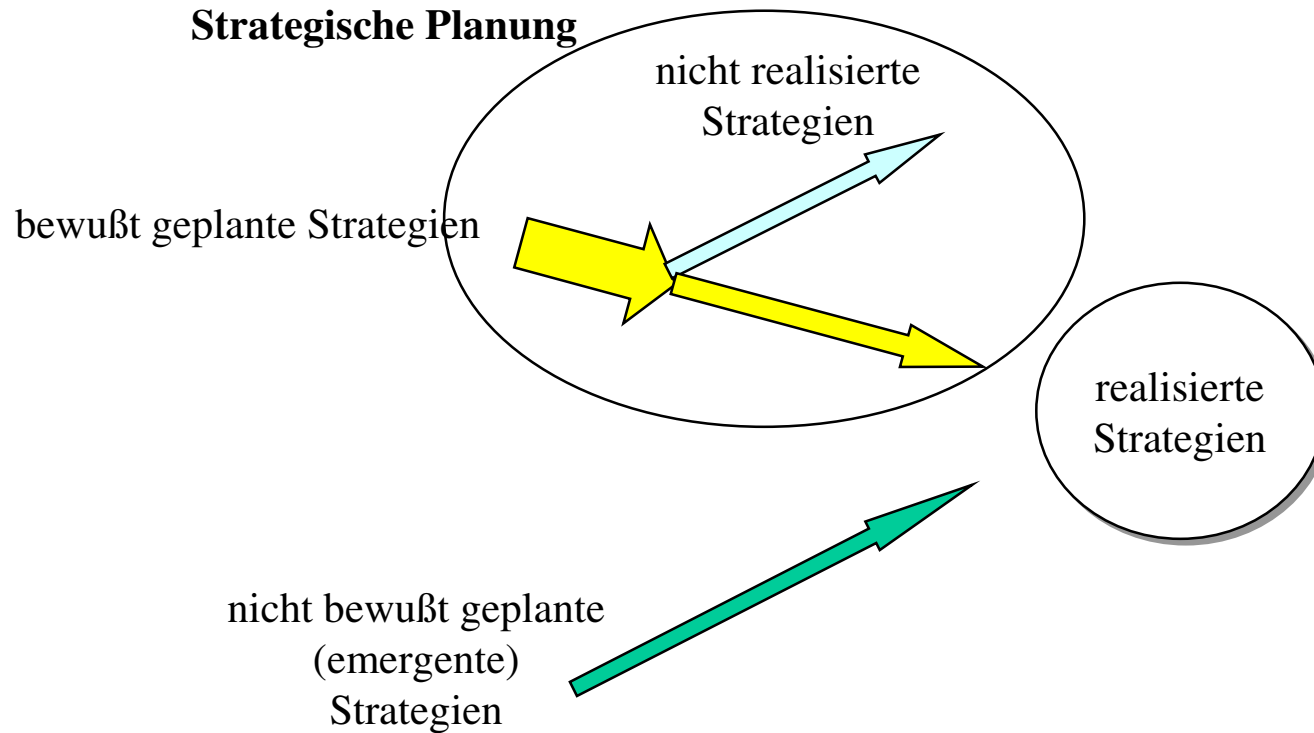 Strategische Planung
nicht realisierte
Strategien
bewußt geplante Strategien
realisierte
Strategien
nicht bewußt geplante
(emergente)
Strategien